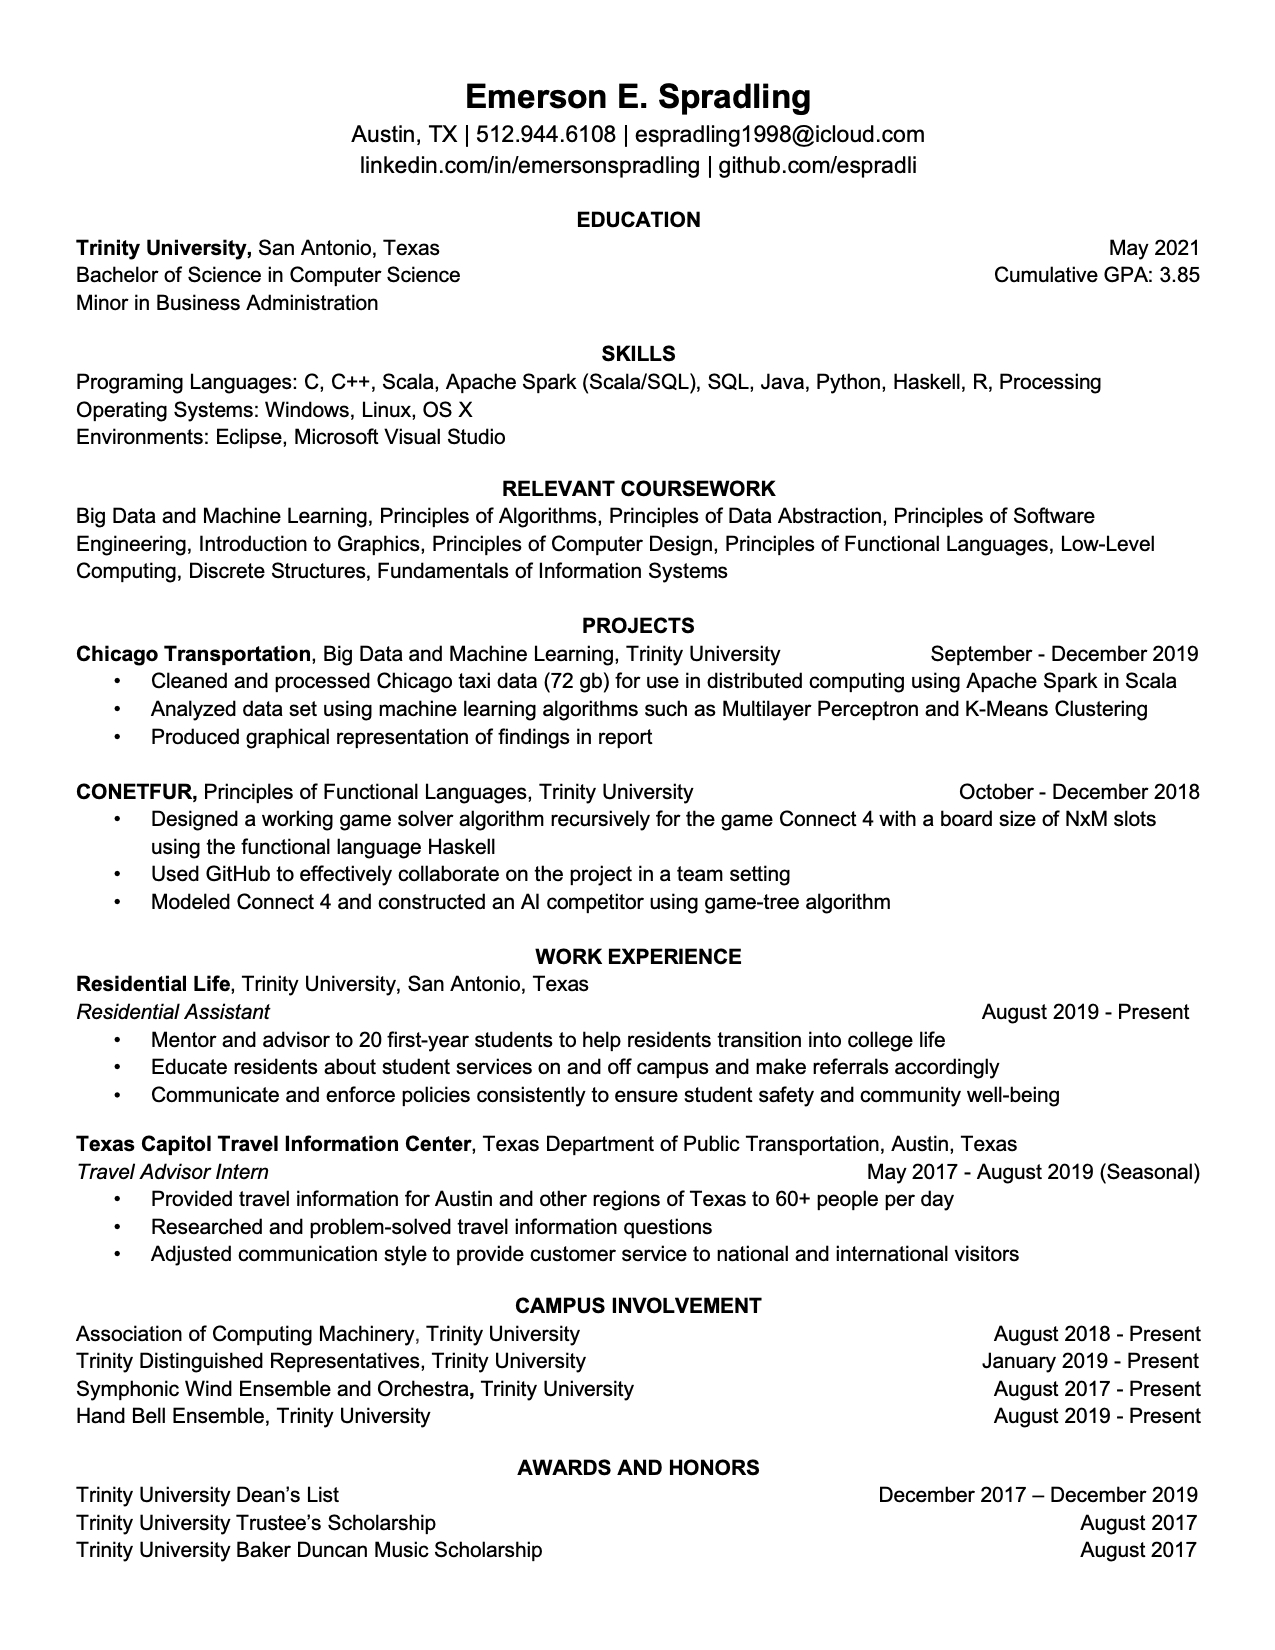 Emerson E. Spradling
Austin, TX | 512.944.6108 | espradling1998@icloud.com
linkedin.com/in/emersonspradling | github.com/espradli
EDUCATION
Trinity University, San Antonio, Texas May 2021
Bachelor of Science in Computer Science Cumulative GPA: 3.85
Minor in Business Administration
SKILLS
Programing Languages: C, C++, Scala, Apache Spark (Scala/SQL), SQL, Java, Python, Haskell, R, Processing
Operating Systems: Windows, Linux, OS X
Environments: Eclipse, Microsoft Visual Studio
RELEVANT COURSEWORK
Big Data and Machine Learning, Principles of Algorithms, Principles of Data Abstraction, Principles of Software
Engineering, Introduction to Graphics, Principles of Computer Design, Principles of Functional Languages, Low-Level
Computing, Discrete Structures, Fundamentals of Information Systems
PROJECTS
Chicago Transportation, Big Data and Machine Learning, Trinity University September - December 2019
• Cleaned and processed Chicago taxi data (72 gb) for use in distributed computing using Apache Spark in Scala
• Analyzed data set using machine learning algorithms such as Multilayer Perceptron and K-Means Clustering
• Produced graphical representation of findings in report
CONETFUR, Principles of Functional Languages, Trinity University October - December 2018
• Designed a working game solver algorithm recursively for the game Connect 4 with a board size of NxM slots
using the functional language Haskell
• Used GitHub to effectively collaborate on the project in a team setting
• Modeled Connect 4 and constructed an AI competitor using game-tree algorithm
WORK EXPERIENCE
Residential Life, Trinity University, San Antonio, Texas
Residential Assistant August 2019 - Present
• Mentor and advisor to 20 first-year students to help residents transition into college life
• Educate residents about student services on and off campus and make referrals accordingly
• Communicate and enforce policies consistently to ensure student safety and community well-being
Texas Capitol Travel Information Center, Texas Department of Public Transportation, Austin, Texas
Travel Advisor Intern May 2017 - August 2019 (Seasonal)
• Provided travel information for Austin and other regions of Texas to 60+ people per day
• Researched and problem-solved travel information questions
• Adjusted communication style to provide customer service to national and international visitors
CAMPUS INVOLVEMENT
Association of Computing Machinery, Trinity University August 2018 - Present
Trinity Distinguished Representatives, Trinity University January 2019 - Present
Symphonic Wind Ensemble and Orchestra, Trinity University August 2017 - Present
Hand Bell Ensemble, Trinity University August 2019 - Present
AWARDS AND HONORS
Trinity University Dean’s List December 2017 – December 2019
Trinity University Trustee’s Scholarship August 2017
Trinity University Baker Duncan Music Scholarship August 2017